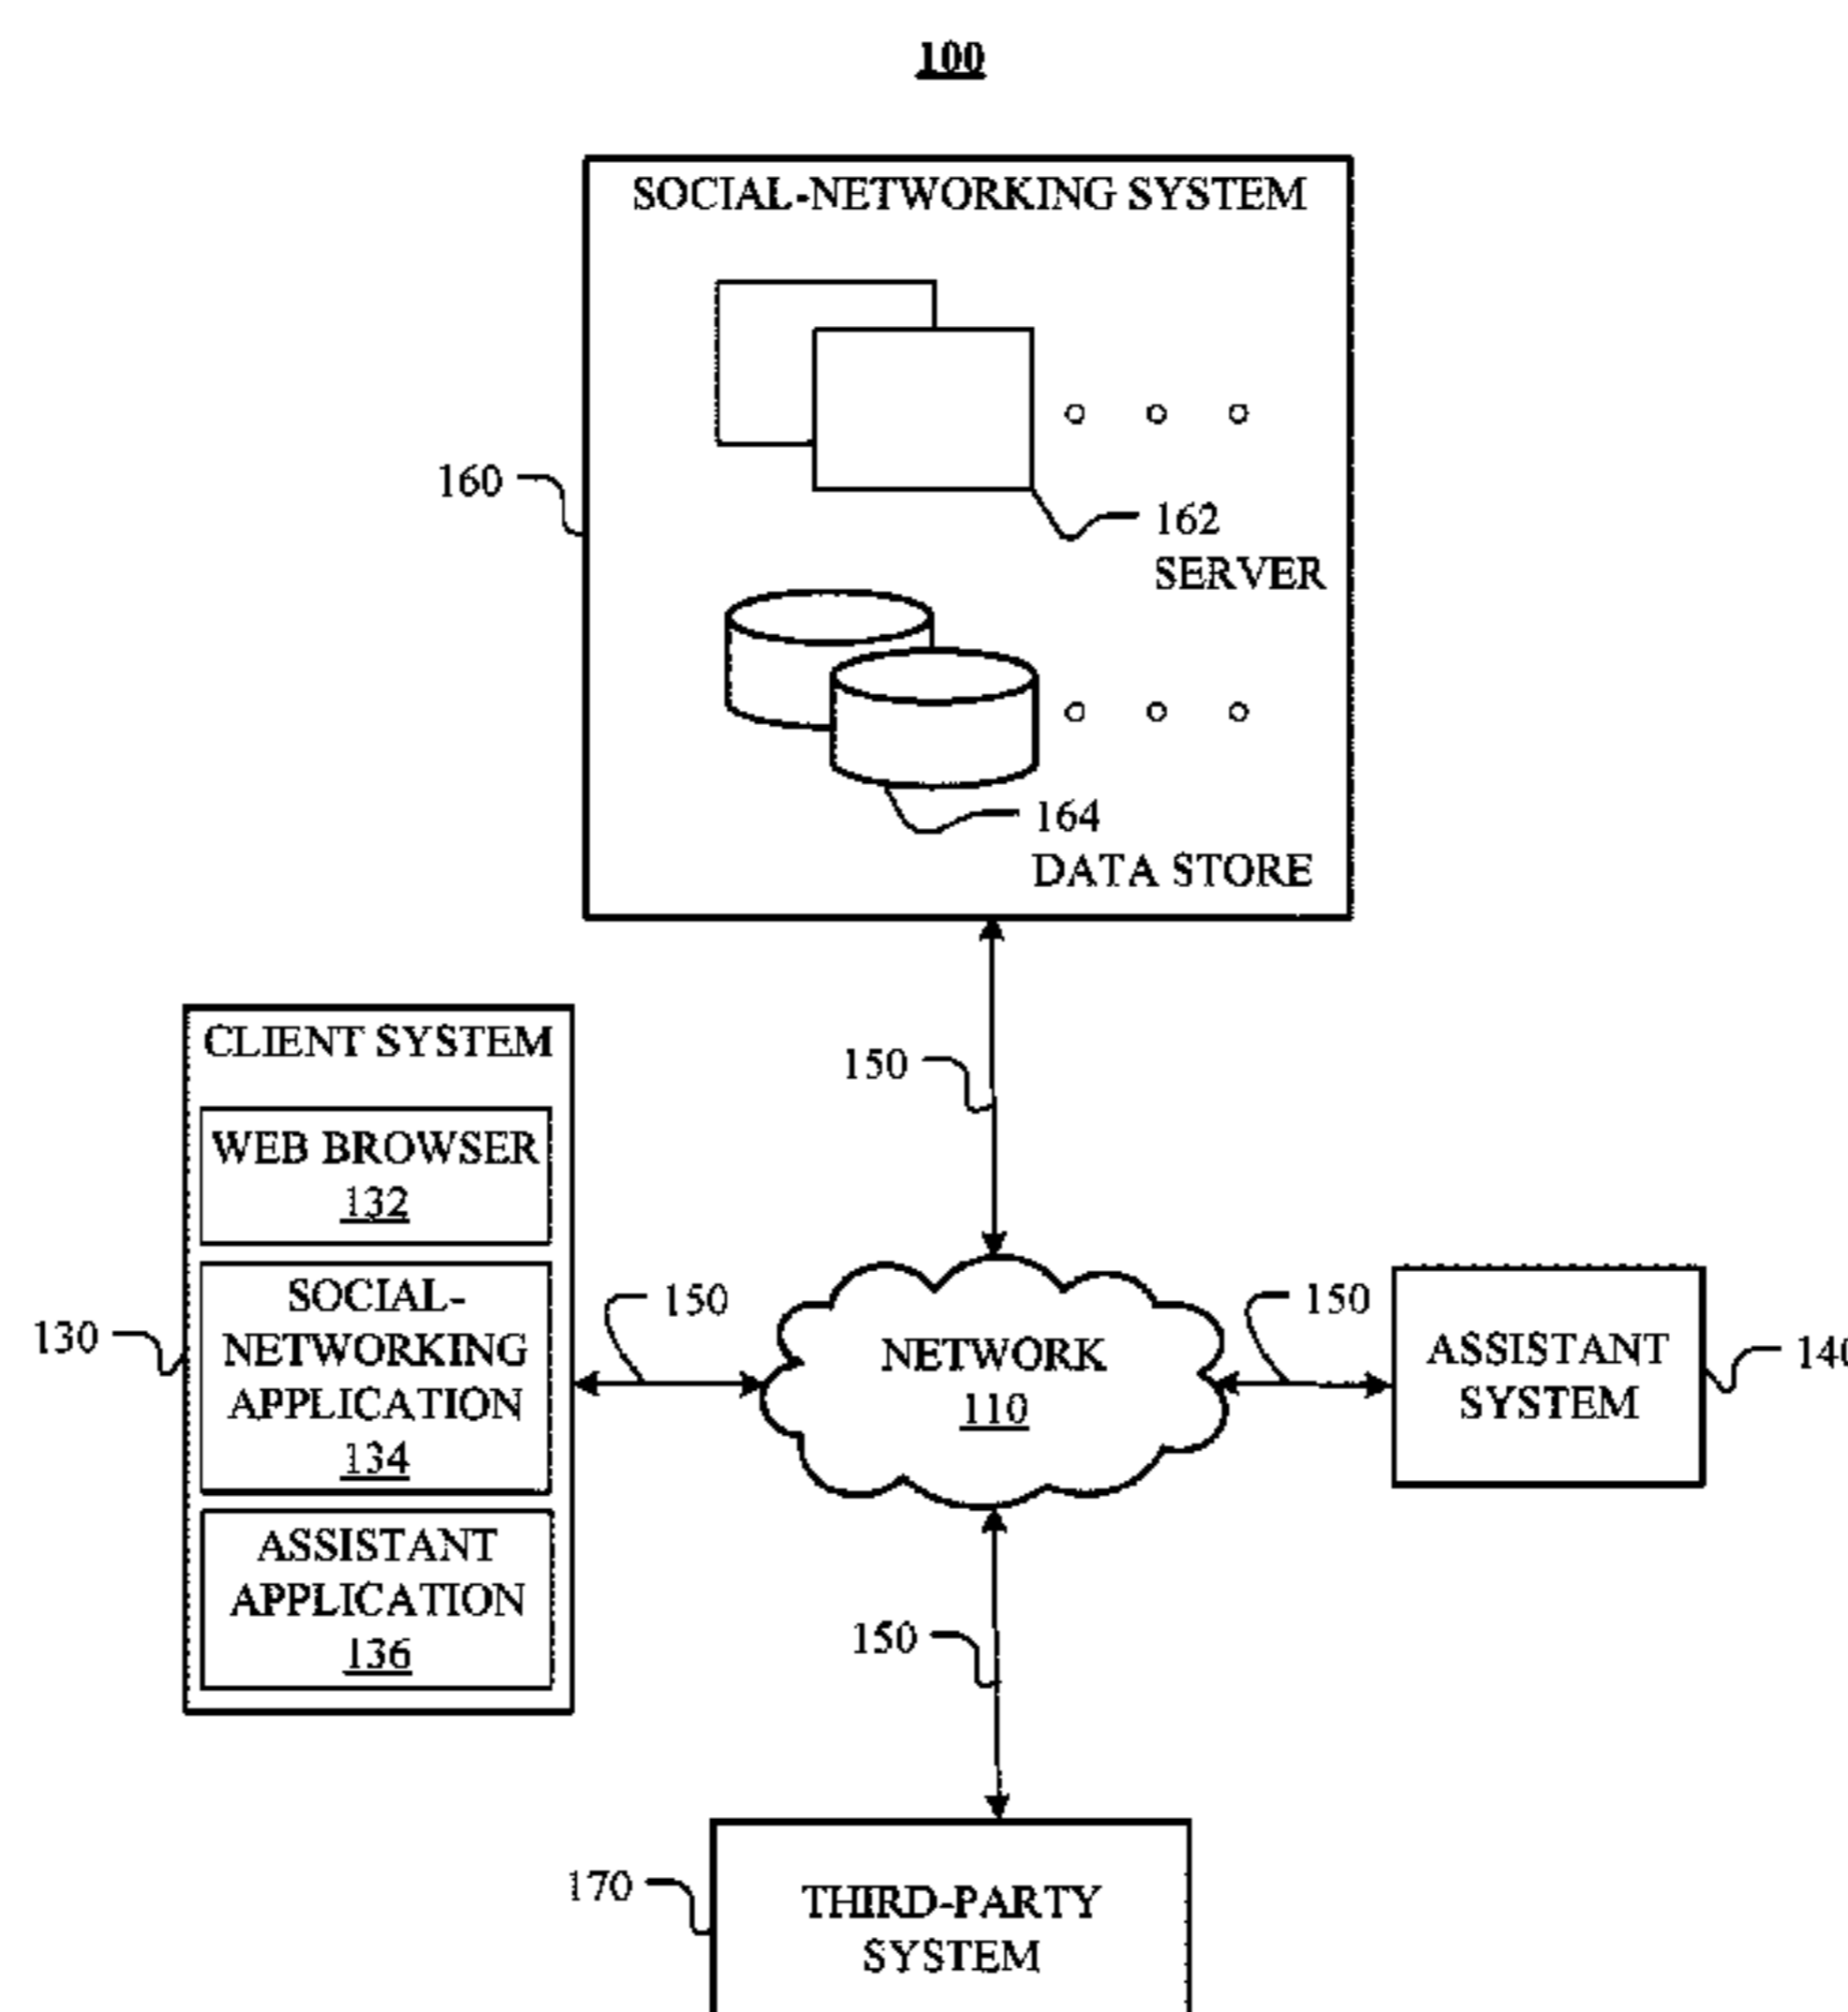 100
SOCIAL-NETWORKING SYSTEM
160
162
SERVER
164
DATA STORE
CLIENT SYSTEM
WEB BROWSER
132
SOCIAL-
NETWORKING
APPLICATION
134
ASSISTANT
APPLICATION
136
130
150
150
NETWORK
110
150
ASSISTANT
SYSTEM
140
150
170
THIRD-PARTY
SYSTEM